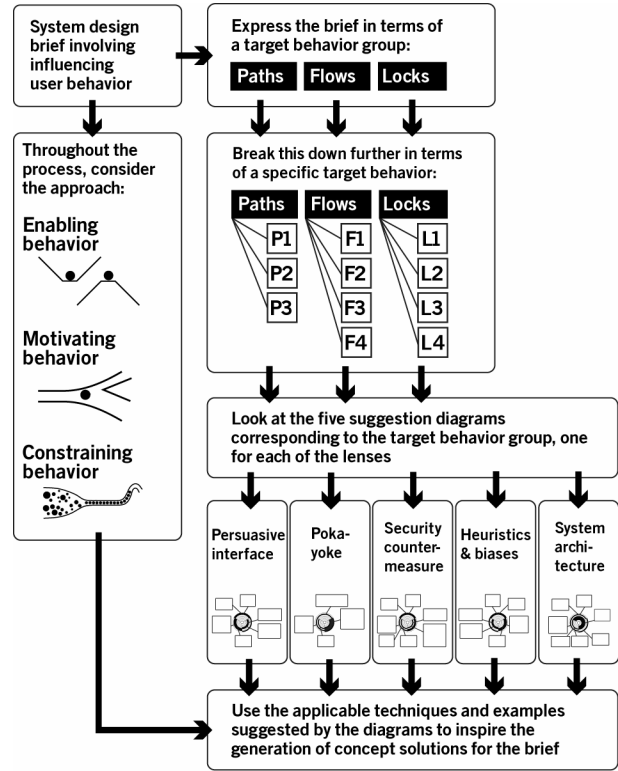 System design
brief involving
influencing
user behavior
Express the brief in terms of
a target behavior group:
Paths Flows Locks
Throughout the
process, consider
the approach:
Enabling
behavior
Motivating
behavior
Constraining
behavior
Break this down further in terms
of a specific target behavior:
Paths Flows Locks
P1 F1 L1
P2 F2 L2
P3 F3 L3
F4 L4
Look at the five suggestion diagrams
corresponding to the target behavior group, one
for each of the lenses
Persuasive
interface
Poka-
yoke
Security
counter-
measure
Heuristics
& biases
System
archi-
tecture
Use the applicable techniques and examples
suggested by the diagrams to inspire the
generation of concept solutions for the brief